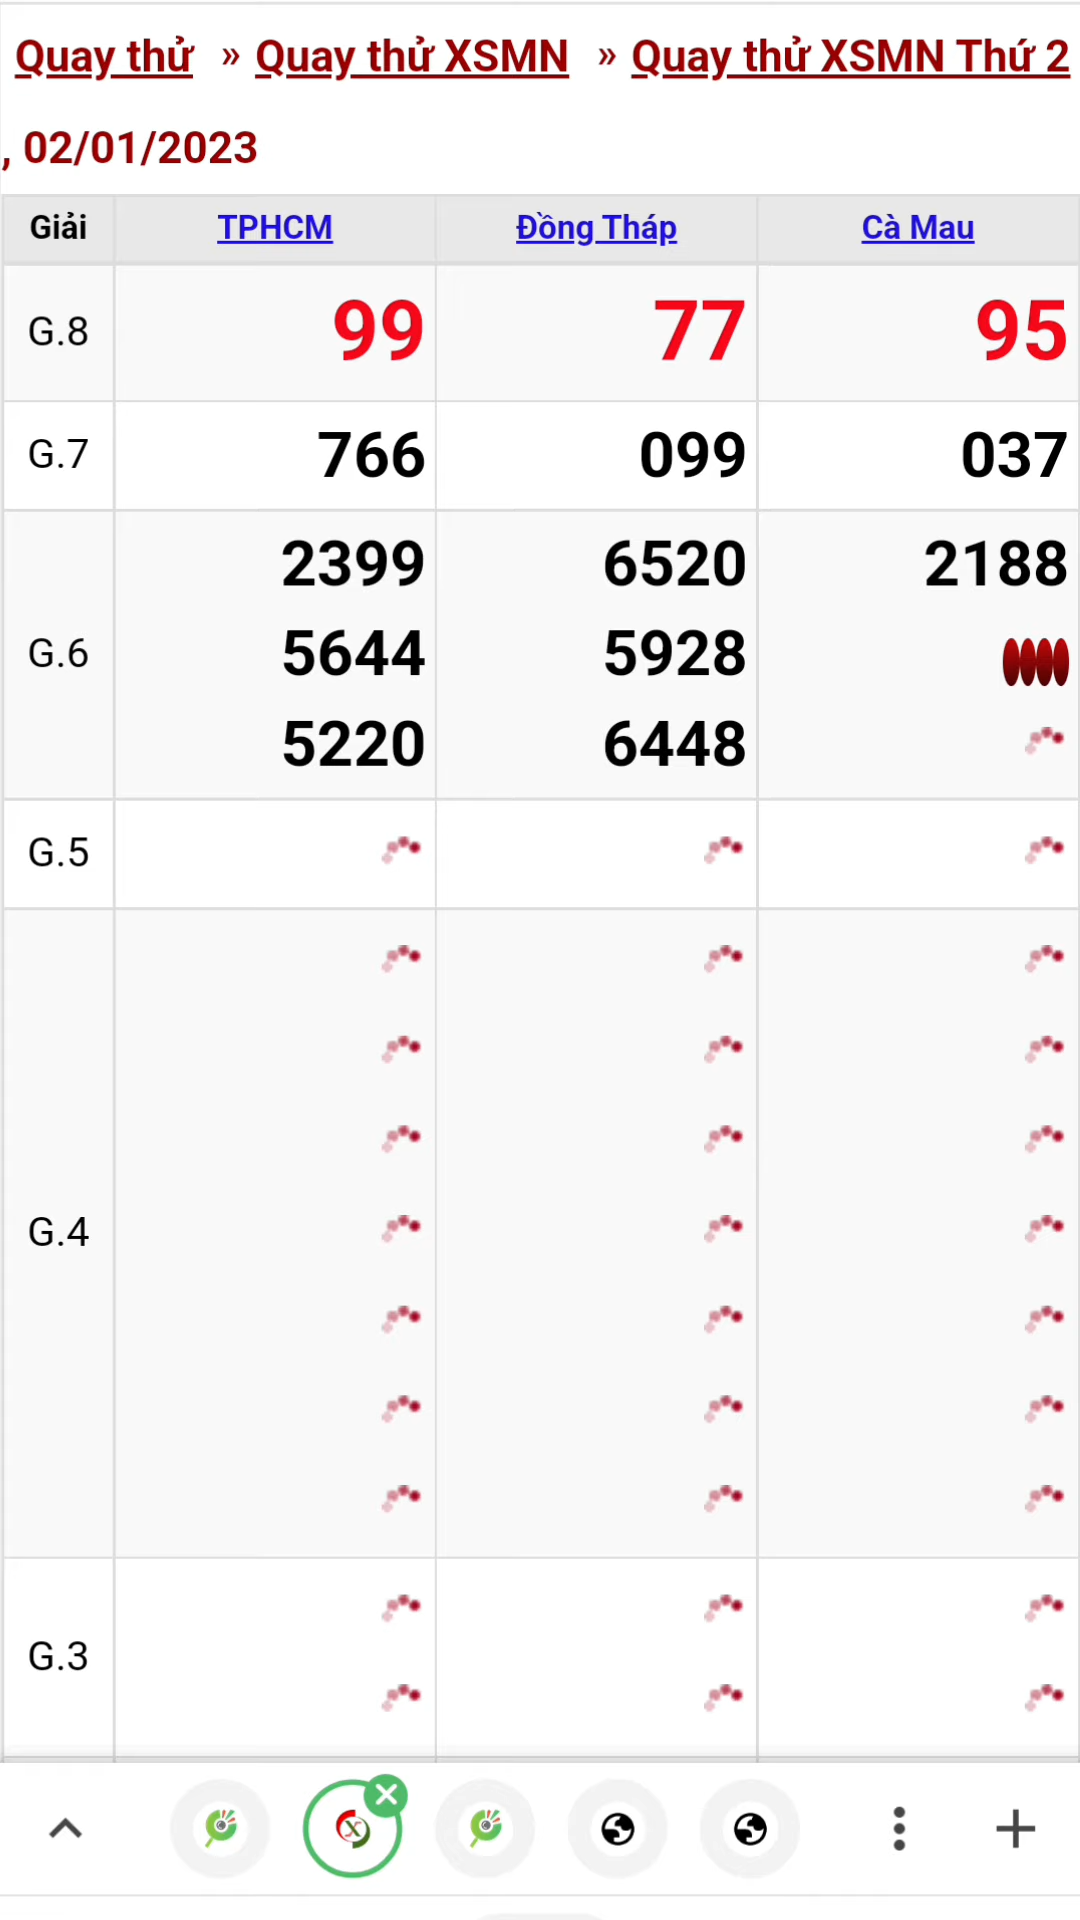 Quay thử » Quay thử XSMN » Quay thử XSMN Thứ 2
, 02/01/2023
Giải TPHCM Đồng Tháp Cà Mau
G.8 99 77 95
G.7 766 099 037
2399 6520 2188
G.6 5644 5928
5220 6448
G.5
G.4
G.3